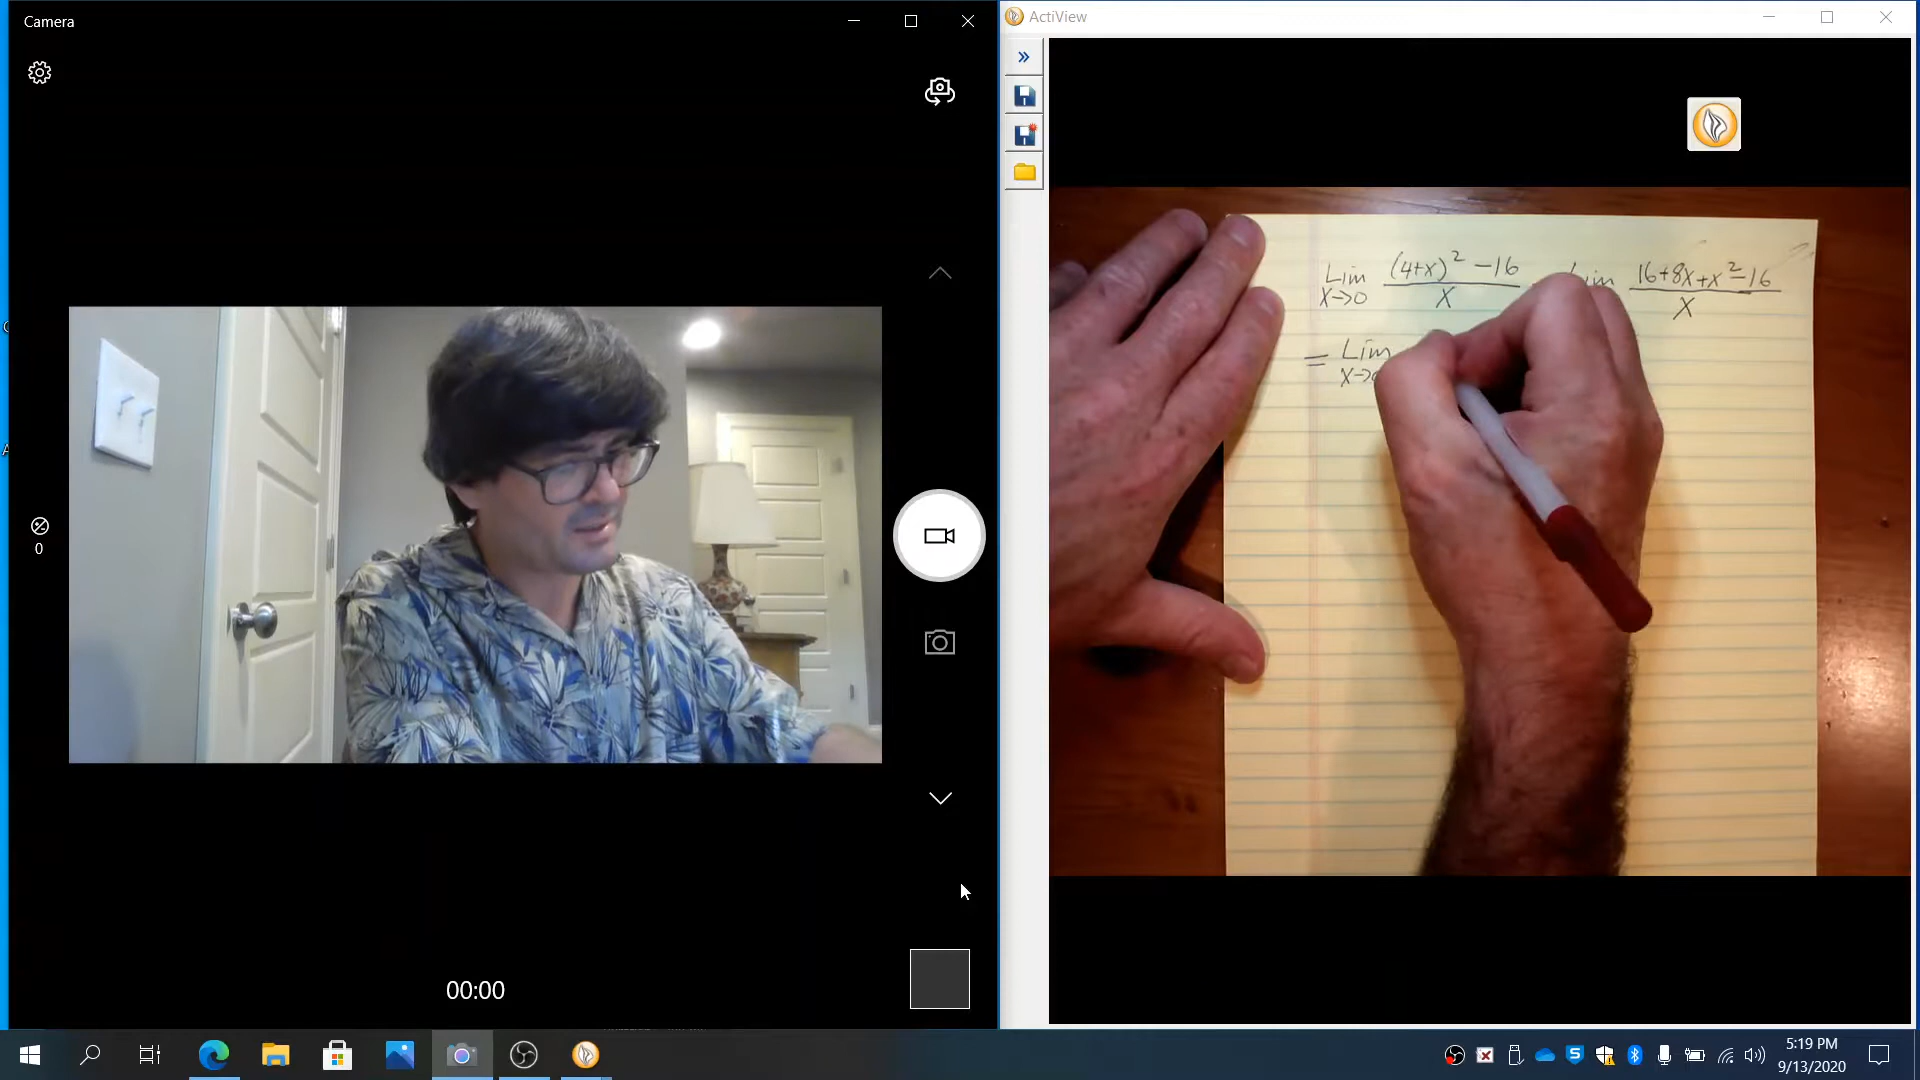 Camera
ActiView
0
Lim (4+x)² -16 Lim 16+8x+x²-16
x→0 x x
= Lim
x→0
00:00
5:19 PM
9/13/2020